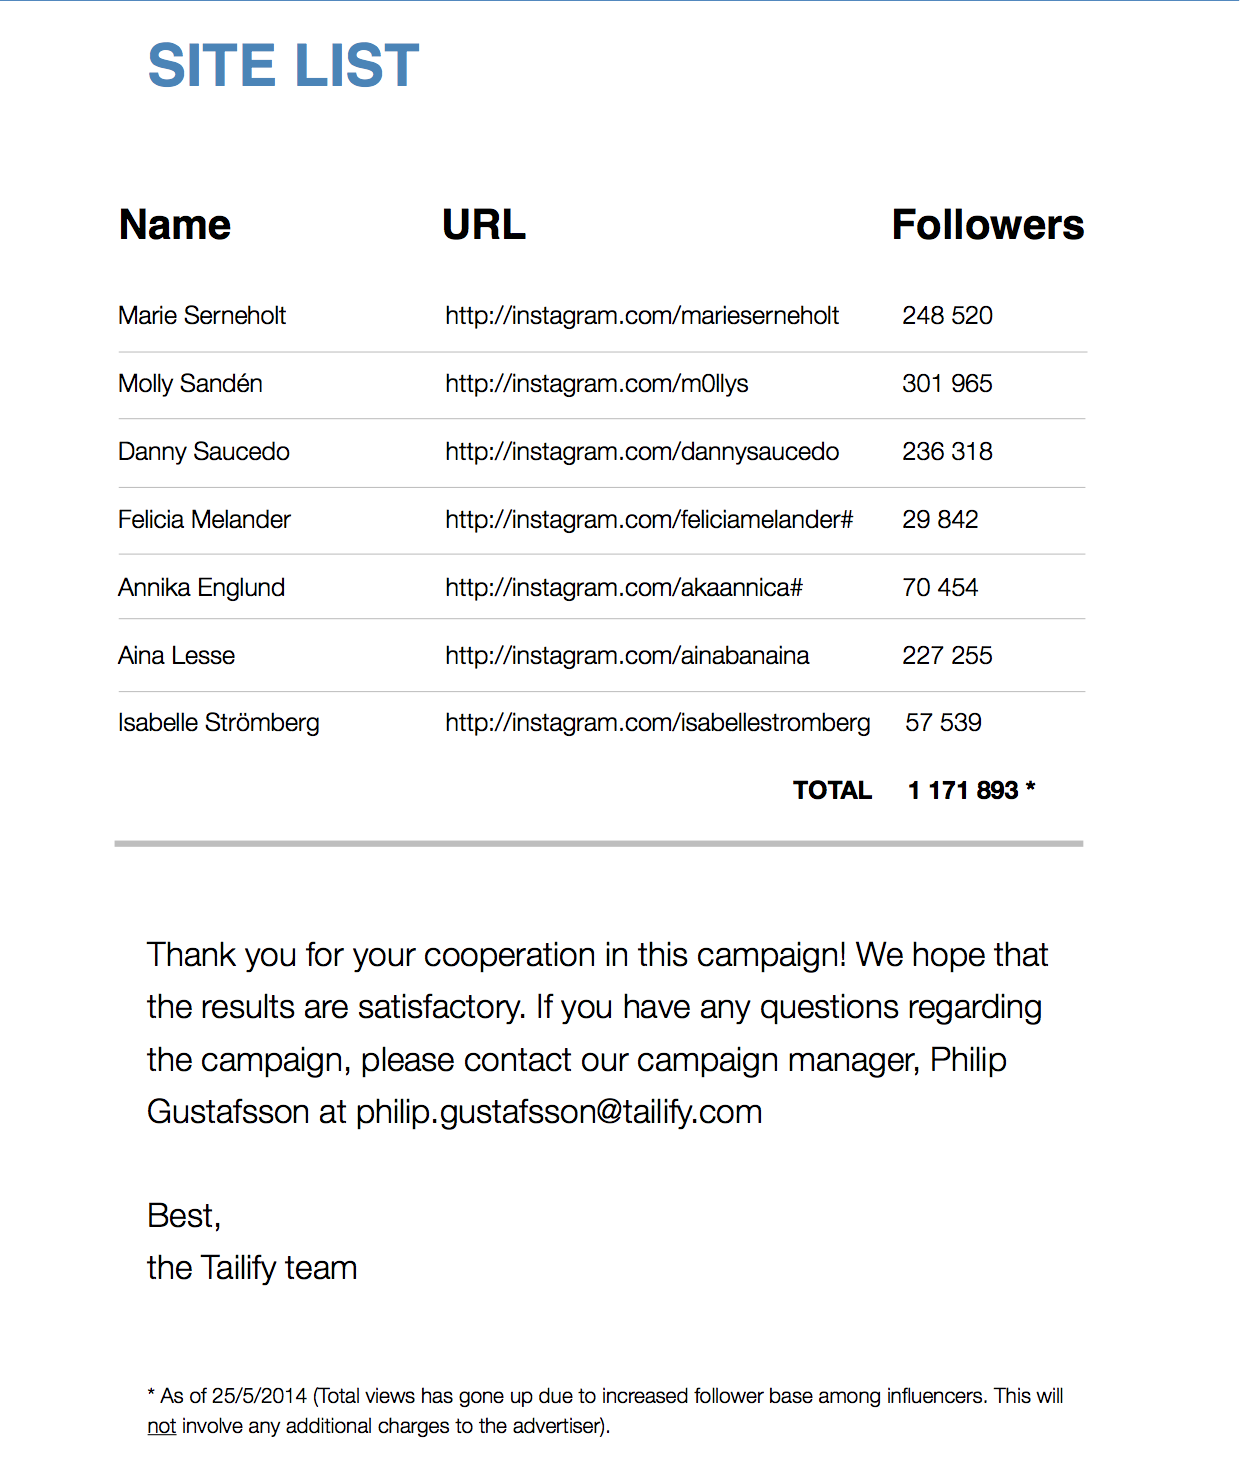 SITE LIST
Name URL Followers
Marie Serneholt http://instagram.com/marieserneholt 248 520
Molly Sandén http://instagram.com/m0llys 301 965
Danny Saucedo http://instagram.com/dannysaucedo 236 318
Felicia Melander http://instagram.com/feliciamelander# 29 842
Annika Englund http://instagram.com/akaannica# 70 454
Aina Lesse http://instagram.com/ainabanaina 227 255
Isabelle Strömberg http://instagram.com/isabellestromberg 57 539
TOTAL 1 171 893 *
Thank you for your cooperation in this campaign! We hope that
the results are satisfactory. If you have any questions regarding
the campaign, please contact our campaign manager, Philip
Gustafsson at philip.gustafsson@tailify.com
Best,
the Tailify team
* As of 25/5/2014 (Total views has gone up due to increased follower base among influencers. This will
not involve any additional charges to the advertiser).